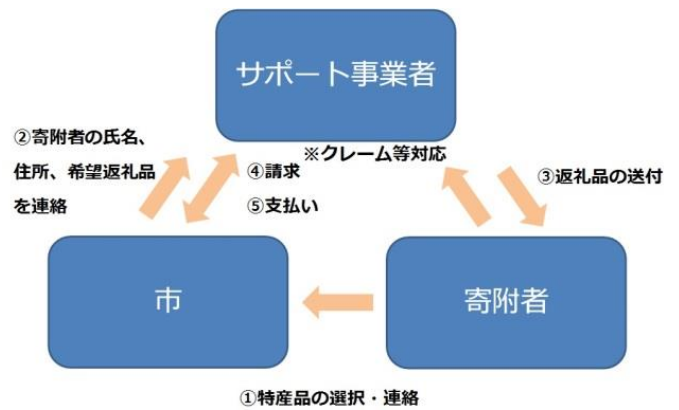 サポート事業者
②寄附者の氏名、
住所、希望返礼品
を連絡
※クレーム等対応
④請求
⑤支払い
③返礼品の送付
市
寄附者
①特産品の選択・連絡